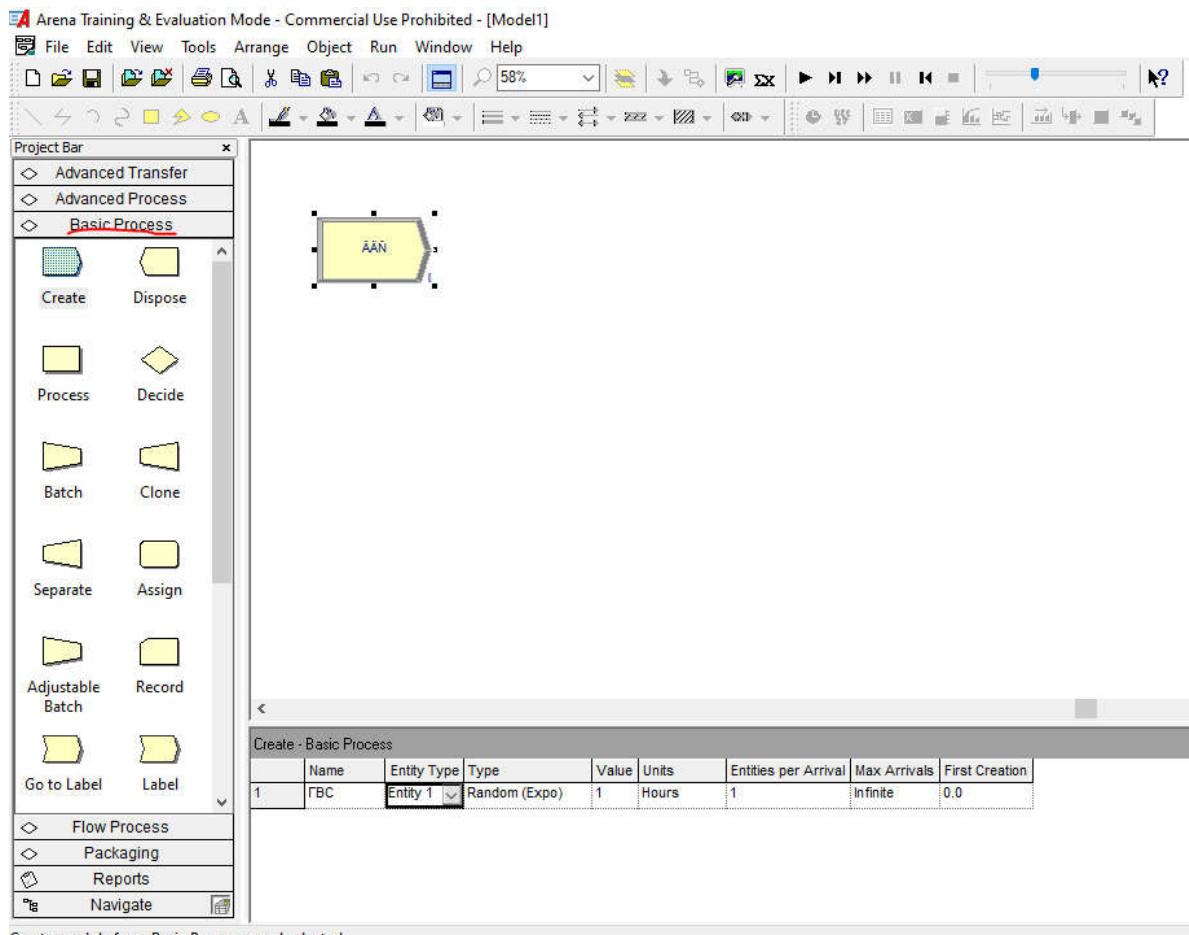 Arena Training & Evaluation Mode - Commercial Use Prohibited - [Model1]
File Edit View Tools Arrange Object Run Window Help
58%
Project Bar
Advanced Transfer
Advanced Process
Basic Process
Create Dispose
Process Decide
Batch Clone
Separate Assign
Adjustable Batch Record
Go to Label Label
Flow Process
Packaging
Reports
Navigate
ÃÂÑ
Create - Basic Process
Name Entity Type Type Value Units Entities per Arrival Max Arrivals First Creation
1 ГВС Entity 1 Random (Expo) 1 Hours 1 Infinite 0.0